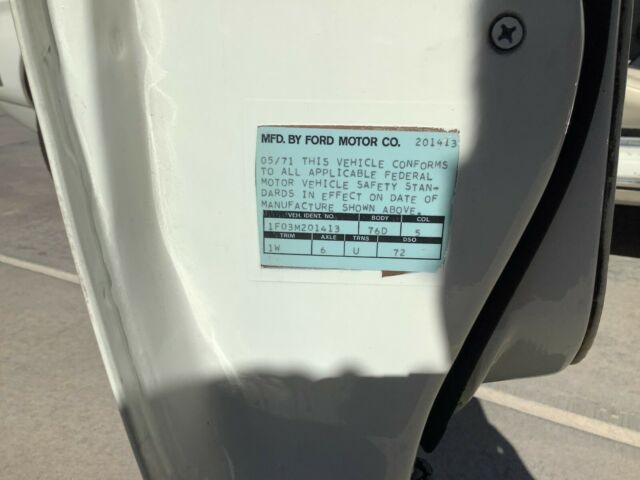 MFD. BY FORD MOTOR CO. 201413
05/71 THIS VEHICLE CONFORMS
TO ALL APPLICABLE FEDERAL
MOTOR VEHICLE SAFETY STAN-
DARDS IN EFFECT ON DATE OF
MANUFACTURE SHOWN ABOVE.
VEH. IDENT. NO. BODY COL
1F03M201413 76D 5
TRIM AXLE TRNS DSO
1W 6 U 72